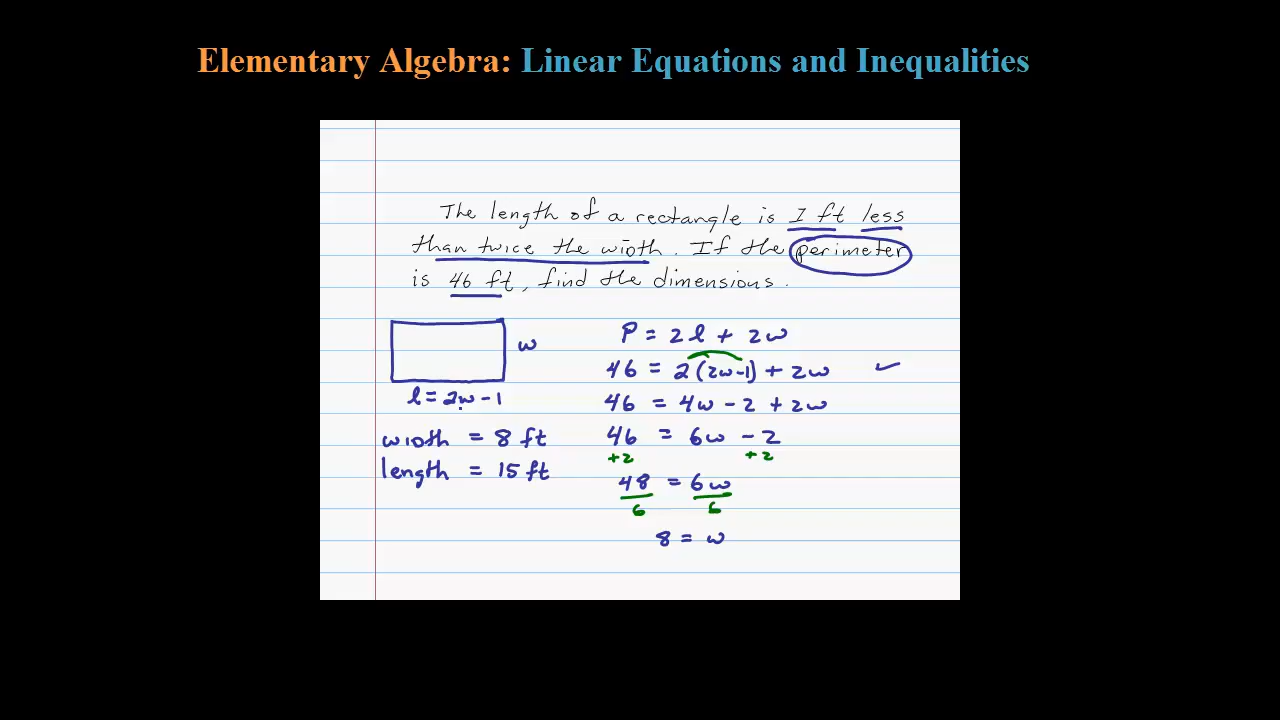 Elementary Algebra: Linear Equations and Inequalities
The length of a rectangle is 1 ft less
than twice the width. If the perimeter
is 46 ft, find the dimensions.
w
l = 2w - 1
width = 8 ft
length = 15 ft
P = 2l + 2w
46 = 2(2w-1) + 2w ✓
46 = 4w - 2 + 2w
46 = 6w - 2
+2 +2
48 = 6w
6 6
8 = w